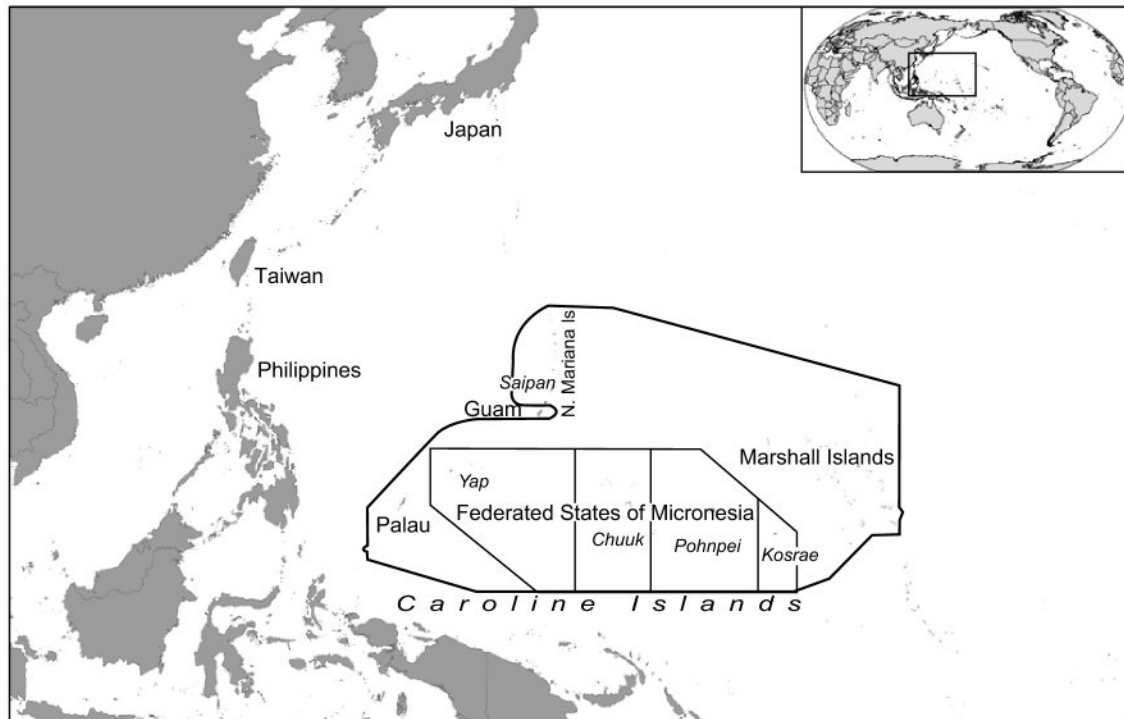 Japan
Taiwan
Philippines
N. Mariana Is
Saipan
Guam
Marshall Islands
Yap
Federated States of Micronesia
Palau
Chuuk
Pohnpei
Kosrae
Caroline Islands